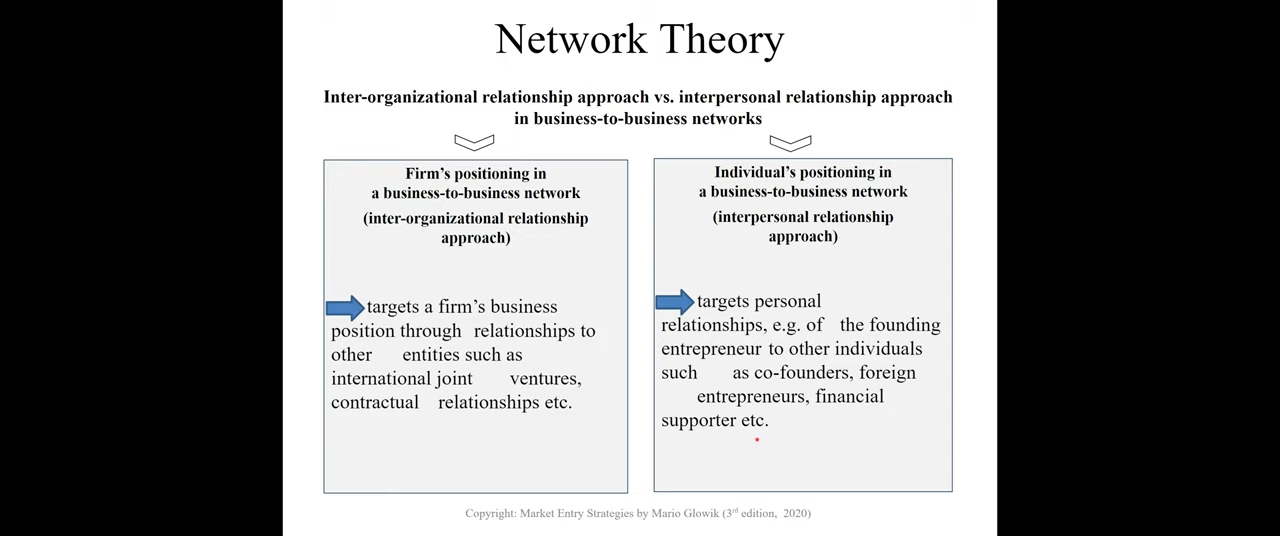 Network Theory
Inter-organizational relationship approach vs. interpersonal relationship approach
in business-to-business networks
Firm's positioning in
a business-to-business network
(inter-organizational relationship
approach)
targets a firm's business
position through relationships to
other entities such as
international joint ventures,
contractual relationships etc.
Individual's positioning in
a business-to-business network
(interpersonal relationship
approach)
targets personal
relationships, e.g. of the founding
entrepreneur to other individuals
such as co-founders, foreign
entrepreneurs, financial
supporter etc.
Copyright: Market Entry Strategies by Mario Glowik (3rd edition, 2020)